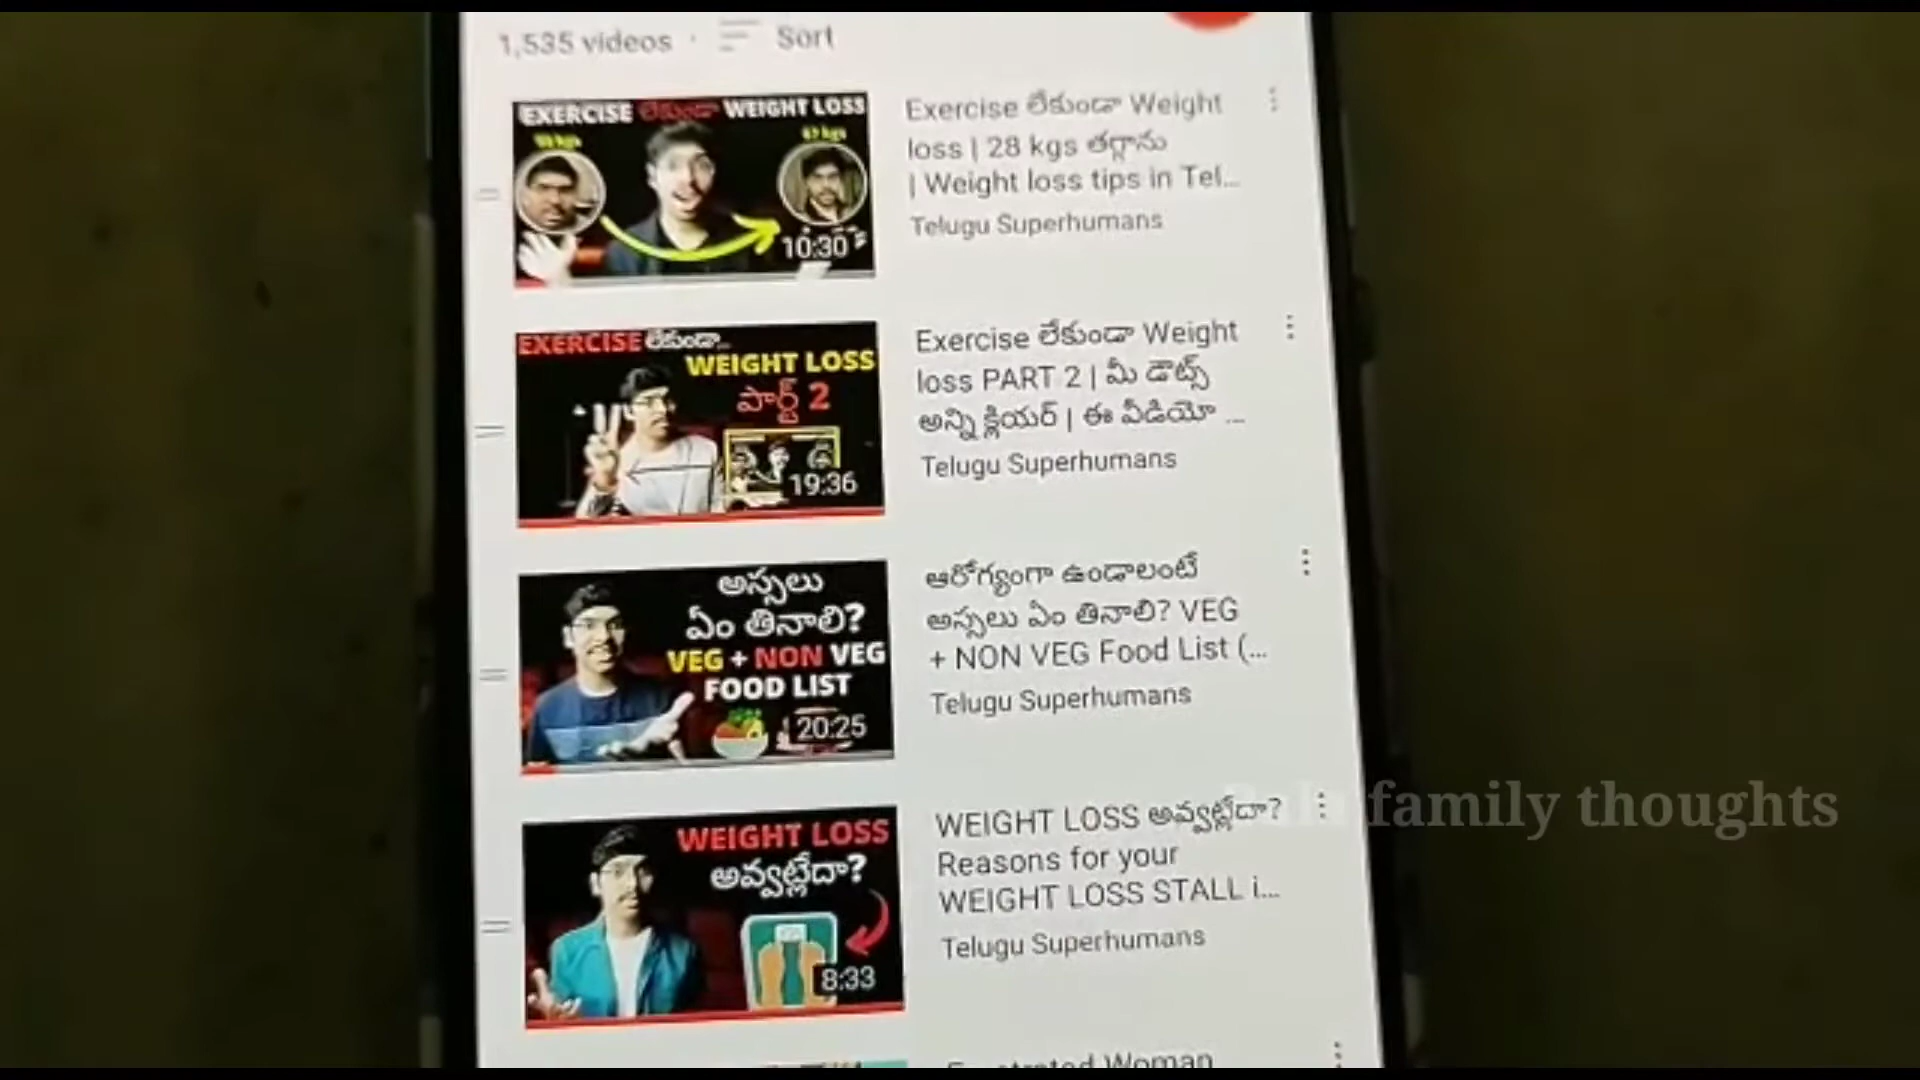 1,535 videos · Sort
EXERCISE లేకుండా WEIGHT LOSS
10:30
Exercise లేకుండా Weight
loss | 28 kgs తగ్గాను
| Weight loss tips in Tel...
Telugu Superhumans
EXERCISE లేకుండా...
WEIGHT LOSS
పార్ట్ 2
19:36
Exercise లేకుండా Weight
loss PART 2 | మీ డౌట్స్
అన్ని క్లియర్ | ఈ వీడియో ...
Telugu Superhumans
అస్సలు
ఏం తినాలి?
VEG + NON VEG
FOOD LIST
20:25
ఆరోగ్యంగా ఉండాలంటే
అస్సలు ఏం తినాలి? VEG
+ NON VEG Food List (...
Telugu Superhumans
WEIGHT LOSS
అవ్వట్లేదా?
8:33
WEIGHT LOSS అవ్వట్లేదా?
Reasons for your
WEIGHT LOSS STALL i...
Telugu Superhumans
family thoughts
Woman